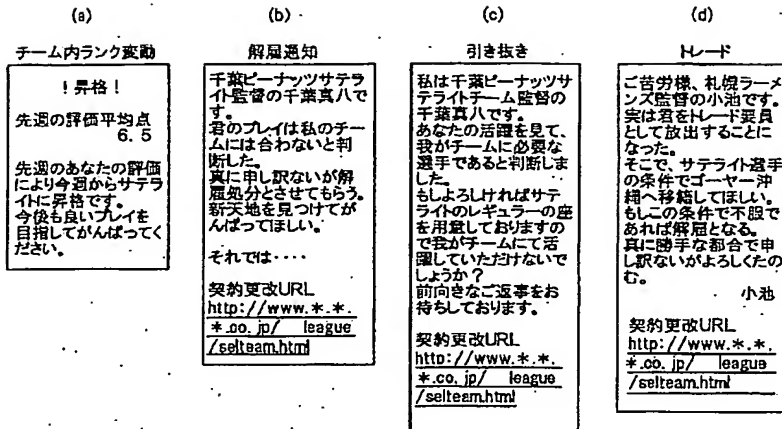 (a)
チーム内ランク変動
！昇格！
先週の評価平均点
6. 5
先週のあなたの評価
により今週からサテラ
イトに昇格です。
今後も良いプレイを
目指してがんばってく
ださい。
(b)
解雇通知
千葉ピーナッツサテラ
イト監督の千葉真八で
す。
君のプレイは私のチー
ムには合わないと判
断した。
真に申し訳ないが解
雇処分とさせてもらう。
新天地を見つけてが
んばってほしい。
それでは・・・・
契約更改URL
http://www.*.*.
*.co. jp/ league
/selteam.html
(c)
引き抜き
私は千葉ピーナッツサ
テライトチーム監督の
千葉真八です。
あなたの活躍を見て、
我がチームに必要な
選手であると判断しま
した。
もしよろしければサテ
ライトのレギュラーの座
を用意しておりますの
で我がチームにて活
躍していただけないで
しょうか？
前向きなご返事をお
待ちしております。
契約更改URL
http://www.*.*.
*.co. jp/ league
/selteam.html
(d)
トレード
ご苦労様、札幌ラーメ
ンズ監督の小池です。
実は君をトレード要員
として放出することに
なった。
そこで、サテライト選手
の条件でゴーヤー沖
縄へ移籍してほしい。
もしこの条件で不服で
あれば解雇となる。
真に勝手な都合で申
し訳ないがよろしくたの
む。
小池
契約更改URL
http://www.*.*.
*.co. jp/ league
/selteam.html